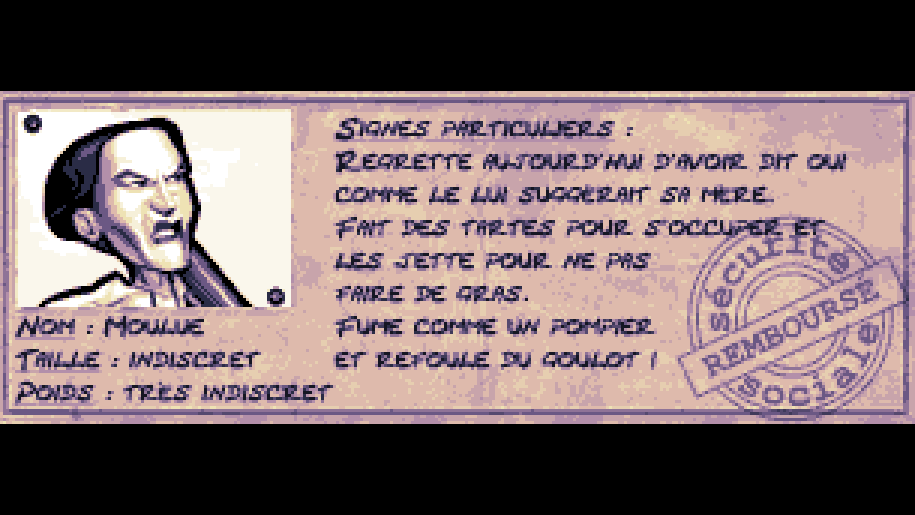 NOM : MOULUE
TAILLE : INDISCRET
POIDS : TRÈS INDISCRET
SIGNES PARTICULIERS :
REGRETTE AUJOURD'HUI D'AVOIR DIT OUI
COMME LE LUI SUGGÉRAIT SA MÈRE.
FAIT DES TARTES POUR S'OCCUPER ET
LES JETTE POUR NE PAS
FAIRE DE GRAS.
FUME COMME UN POMPIER
ET REFOULE DU GOULOT !
sécurité
REMBOURSÉ
sociale